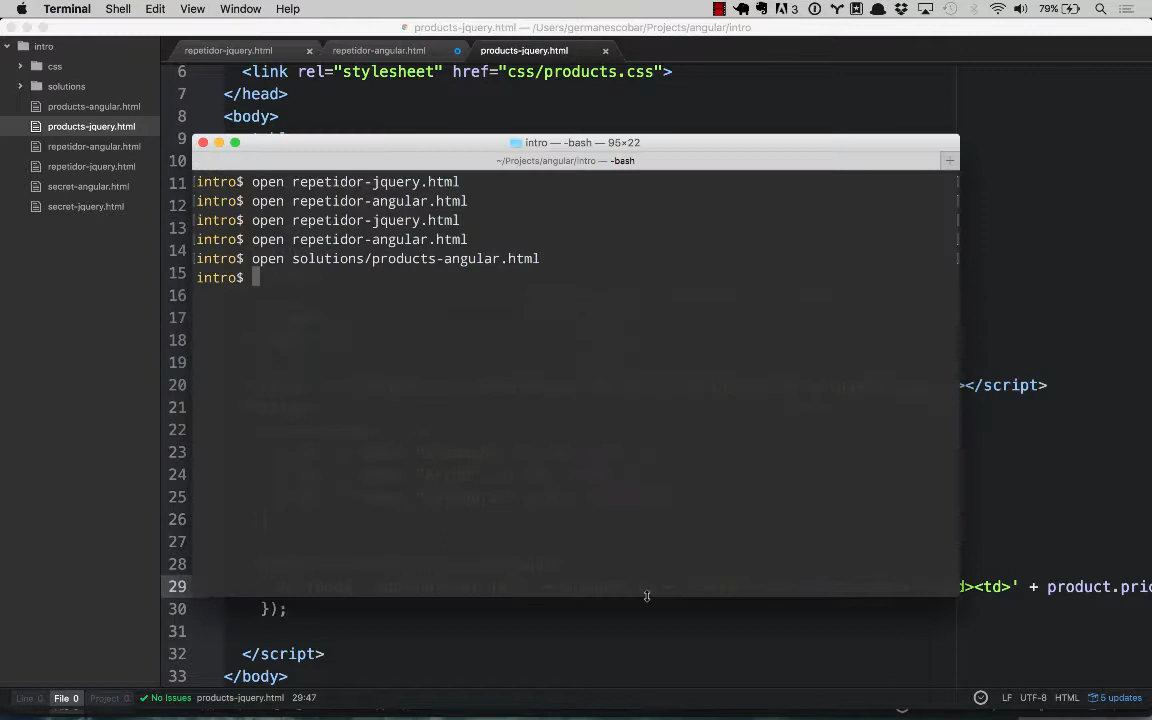 Terminal Shell Edit View Window Help 3 79%
products-jquery.html — /Users/germanescobar/Projects/angular/intro
intro
css
solutions
products-angular.html
products-jquery.html
repetidor-angular.html
repetidor-jquery.html
secret-angular.html
secret-jquery.html
repetidor-jquery.html repetidor-angular.html products-jquery.html
6 <link rel="stylesheet" href="css/products.css">
7 </head>
8 <body>
9
10
11
12
13
14
15
16
17
18
19
20 ></script>
21
22
23
24
25
26
27
28
29 d><td>' + product.pric
30 });
31
32 </script>
33 </body>
intro — -bash — 95×22
~/Projects/angular/intro — -bash
intro$ open repetidor-jquery.html
intro$ open repetidor-angular.html
intro$ open repetidor-jquery.html
intro$ open repetidor-angular.html
intro$ open solutions/products-angular.html
intro$
Line 0 File 0 Project 0 No Issues products-jquery.html 29:47 LF UTF-8 HTML 5 updates